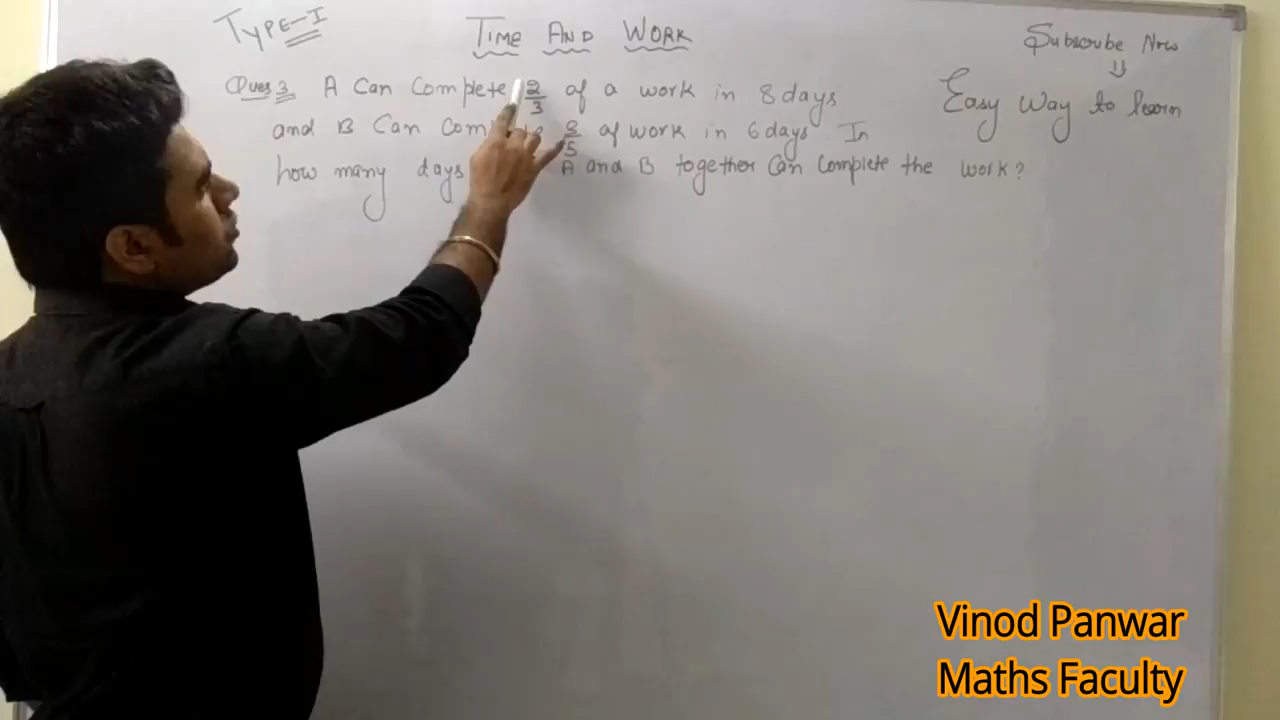 TYPE-I
TIME AND WORK
Subscribe Now
Easy way to learn
Ques 3. A Can Complete 2/3 of a work in 8 days
and B Can 3/5 of work in 6 days. In
how many days A and B together Can Complete the work?
Vinod Panwar
Maths Faculty